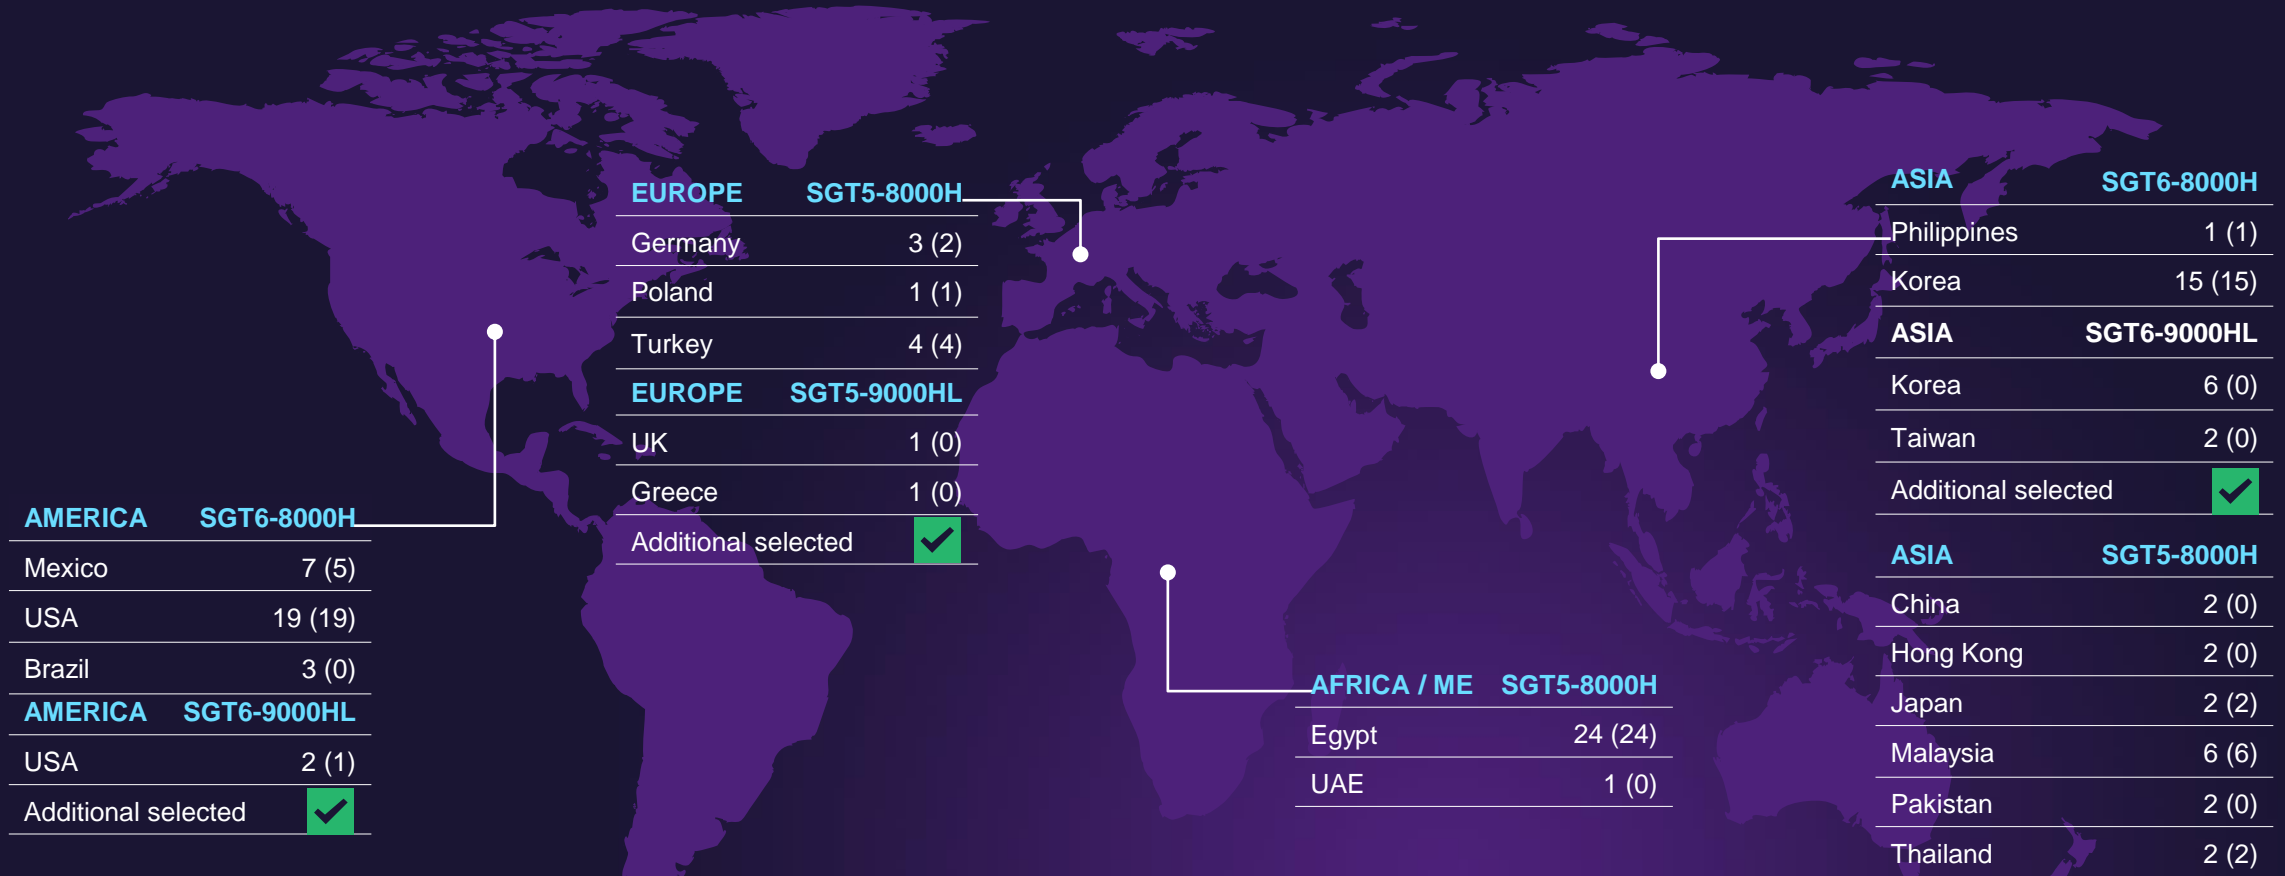 EUROPE SGT5-8000H
Germany 3 (2)
Poland 1 (1)
Turkey 4 (4)
EUROPE SGT5-9000HL
UK 1 (0)
Greece 1 (0)
Additional selected
AMERICA SGT6-8000H
Mexico 7 (5)
USA 19 (19)
Brazil 3 (0)
AMERICA SGT6-9000HL
USA 2 (1)
Additional selected
AFRICA / ME SGT5-8000H
Egypt 24 (24)
UAE 1 (0)
ASIA SGT6-8000H
Philippines 1 (1)
Korea 15 (15)
ASIA SGT6-9000HL
Korea 6 (0)
Taiwan 2 (0)
Additional selected
ASIA SGT5-8000H
China 2 (0)
Hong Kong 2 (0)
Japan 2 (2)
Malaysia 6 (6)
Pakistan 2 (0)
Thailand 2 (2)